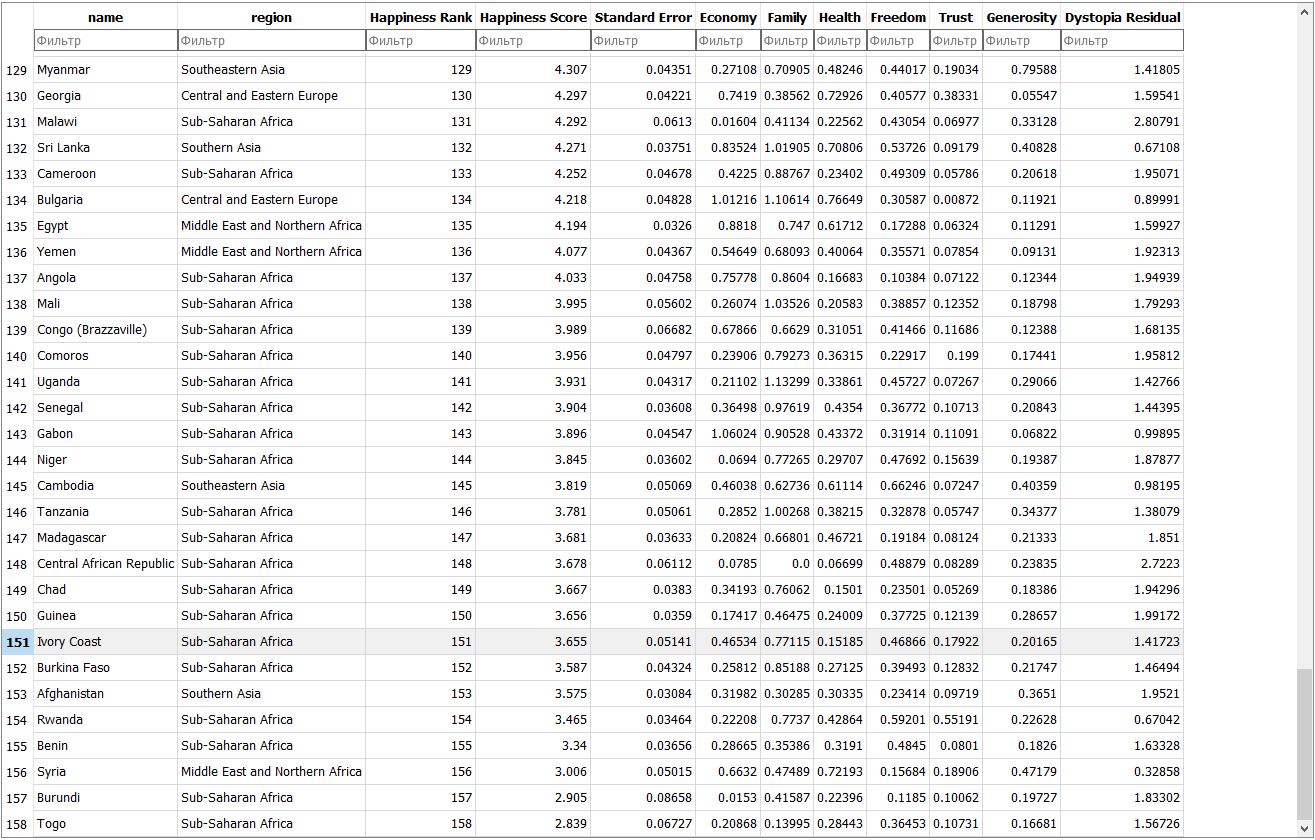 name region Happiness Rank Happiness Score Standard Error Economy Family Health Freedom Trust Generosity Dystopia Residual
Фильтр Фильтр Фильтр Фильтр Фильтр Фильтр Фильтр Фильтр Фильтр Фильтр Фильтр Фильтр
129 Myanmar Southeastern Asia 129 4.307 0.04351 0.27108 0.70905 0.48246 0.44017 0.19034 0.79588 1.41805
130 Georgia Central and Eastern Europe 130 4.297 0.04221 0.7419 0.38562 0.72926 0.40577 0.38331 0.05547 1.59541
131 Malawi Sub-Saharan Africa 131 4.292 0.0613 0.01604 0.41134 0.22562 0.43054 0.06977 0.33128 2.80791
132 Sri Lanka Southern Asia 132 4.271 0.03751 0.83524 1.01905 0.70806 0.53726 0.09179 0.40828 0.67108
133 Cameroon Sub-Saharan Africa 133 4.252 0.04678 0.4225 0.88767 0.23402 0.49309 0.05786 0.20618 1.95071
134 Bulgaria Central and Eastern Europe 134 4.218 0.04828 1.01216 1.10614 0.76649 0.30587 0.00872 0.11921 0.89991
135 Egypt Middle East and Northern Africa 135 4.194 0.0326 0.8818 0.747 0.61712 0.17288 0.06324 0.11291 1.59927
136 Yemen Middle East and Northern Africa 136 4.077 0.04367 0.54649 0.68093 0.40064 0.35571 0.07854 0.09131 1.92313
137 Angola Sub-Saharan Africa 137 4.033 0.04758 0.75778 0.8604 0.16683 0.10384 0.07122 0.12344 1.94939
138 Mali Sub-Saharan Africa 138 3.995 0.05602 0.26074 1.03526 0.20583 0.38857 0.12352 0.18798 1.79293
139 Congo (Brazzaville) Sub-Saharan Africa 139 3.989 0.06682 0.67866 0.6629 0.31051 0.41466 0.11686 0.12388 1.68135
140 Comoros Sub-Saharan Africa 140 3.956 0.04797 0.23906 0.79273 0.36315 0.22917 0.199 0.17441 1.95812
141 Uganda Sub-Saharan Africa 141 3.931 0.04317 0.21102 1.13299 0.33861 0.45727 0.07267 0.29066 1.42766
142 Senegal Sub-Saharan Africa 142 3.904 0.03608 0.36498 0.97619 0.4354 0.36772 0.10713 0.20843 1.44395
143 Gabon Sub-Saharan Africa 143 3.896 0.04547 1.06024 0.90528 0.43372 0.31914 0.11091 0.06822 0.99895
144 Niger Sub-Saharan Africa 144 3.845 0.03602 0.0694 0.77265 0.29707 0.47692 0.15639 0.19387 1.87877
145 Cambodia Southeastern Asia 145 3.819 0.05069 0.46038 0.62736 0.61114 0.66246 0.07247 0.40359 0.98195
146 Tanzania Sub-Saharan Africa 146 3.781 0.05061 0.2852 1.00268 0.38215 0.32878 0.05747 0.34377 1.38079
147 Madagascar Sub-Saharan Africa 147 3.681 0.03633 0.20824 0.66801 0.46721 0.19184 0.08124 0.21333 1.851
148 Central African Republic Sub-Saharan Africa 148 3.678 0.06112 0.0785 0.0 0.06699 0.48879 0.08289 0.23835 2.7223
149 Chad Sub-Saharan Africa 149 3.667 0.0383 0.34193 0.76062 0.1501 0.23501 0.05269 0.18386 1.94296
150 Guinea Sub-Saharan Africa 150 3.656 0.0359 0.17417 0.46475 0.24009 0.37725 0.12139 0.28657 1.99172
151 Ivory Coast Sub-Saharan Africa 151 3.655 0.05141 0.46534 0.77115 0.15185 0.46866 0.17922 0.20165 1.41723
152 Burkina Faso Sub-Saharan Africa 152 3.587 0.04324 0.25812 0.85188 0.27125 0.39493 0.12832 0.21747 1.46494
153 Afghanistan Southern Asia 153 3.575 0.03084 0.31982 0.30285 0.30335 0.23414 0.09719 0.3651 1.9521
154 Rwanda Sub-Saharan Africa 154 3.465 0.03464 0.22208 0.7737 0.42864 0.59201 0.55191 0.22628 0.67042
155 Benin Sub-Saharan Africa 155 3.34 0.03656 0.28665 0.35386 0.3191 0.4845 0.0801 0.1826 1.63328
156 Syria Middle East and Northern Africa 156 3.006 0.05015 0.6632 0.47489 0.72193 0.15684 0.18906 0.47179 0.32858
157 Burundi Sub-Saharan Africa 157 2.905 0.08658 0.0153 0.41587 0.22396 0.1185 0.10062 0.19727 1.83302
158 Togo Sub-Saharan Africa 158 2.839 0.06727 0.20868 0.13995 0.28443 0.36453 0.10731 0.16681 1.56726